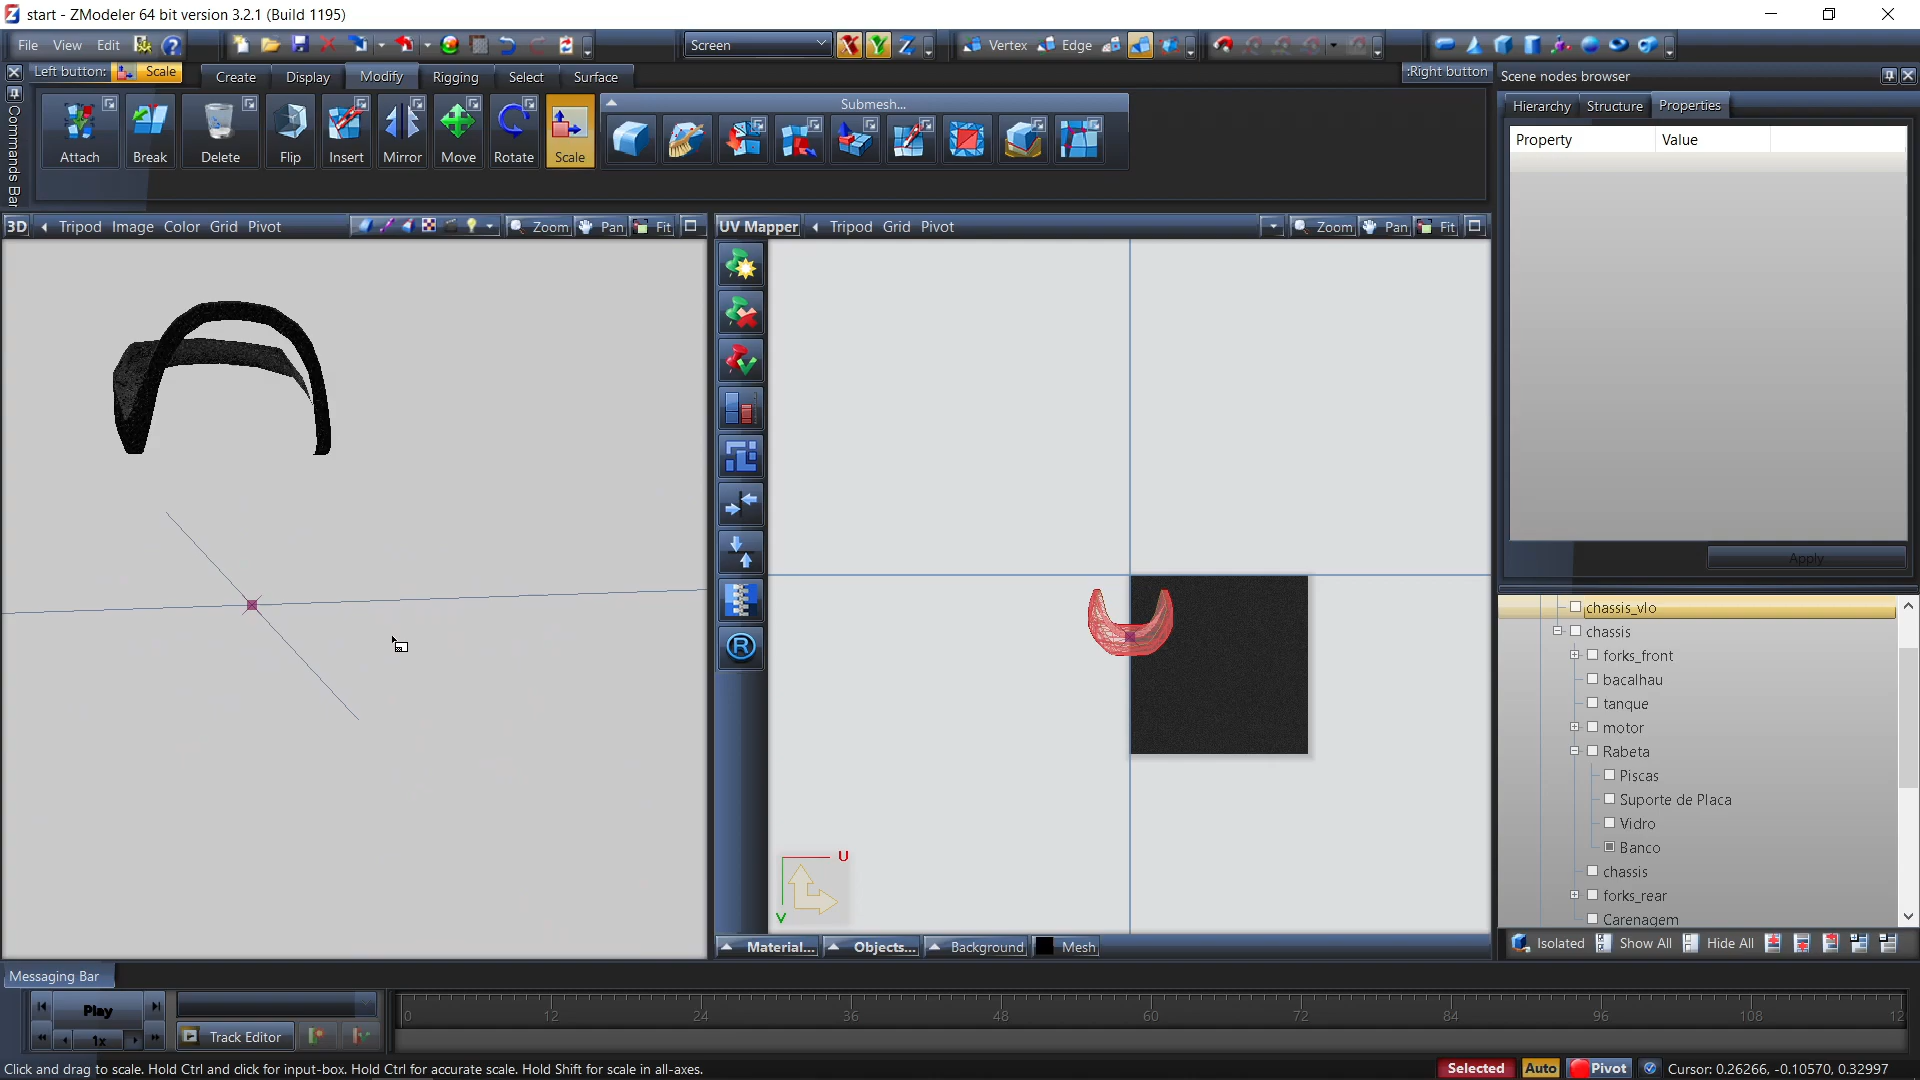 start - ZModeler 64 bit version 3.2.1 (Build 1195)
File View Edit
Screen
X Y Z
Vertex Edge
Left button: Scale
Create Display Modify Rigging Select Surface
:Right button
Commands Bar
Attach Break Delete Flip Insert Mirror Move Rotate Scale
Submesh...
Scene nodes browser
Hierarchy Structure Properties
Property Value
Apply
3D Tripod Image Color Grid Pivot Zoom Pan Fit
UV Mapper Tripod Grid Pivot Zoom Pan Fit
U
V
chassis_vlo
chassis
forks_front
bacalhau
tanque
motor
Rabeta
Piscas
Suporte de Placa
Vidro
Banco
chassis
forks_rear
Carenagem
Isolated Show All Hide All
Material... Objects... Background Mesh
Messaging Bar
Play
1x
Track Editor
0 12 24 36 48 60 72 84 96 108 12
Click and drag to scale. Hold Ctrl and click for input-box. Hold Ctrl for accurate scale. Hold Shift for scale in all-axes.
Selected Auto Pivot Cursor: 0.26266, -0.10570, 0.32997